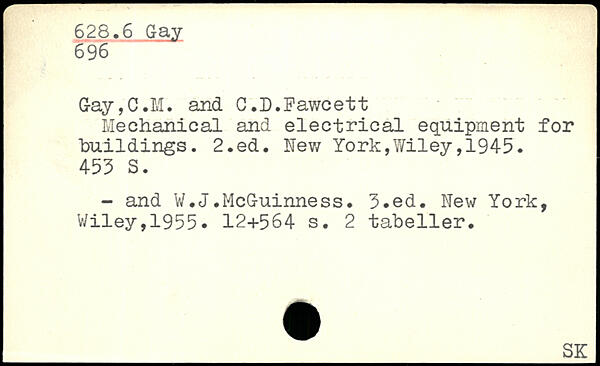 628.6 Gay
696
Gay,C.M. and C.D.Fawcett
Mechanical and electrical equipment for
buildings. 2.ed. New York,Wiley,1945.
453 S.
- and W.J.McGuinness. 3.ed. New York,
Wiley,1955. 12+564 s. 2 tabeller.
SK